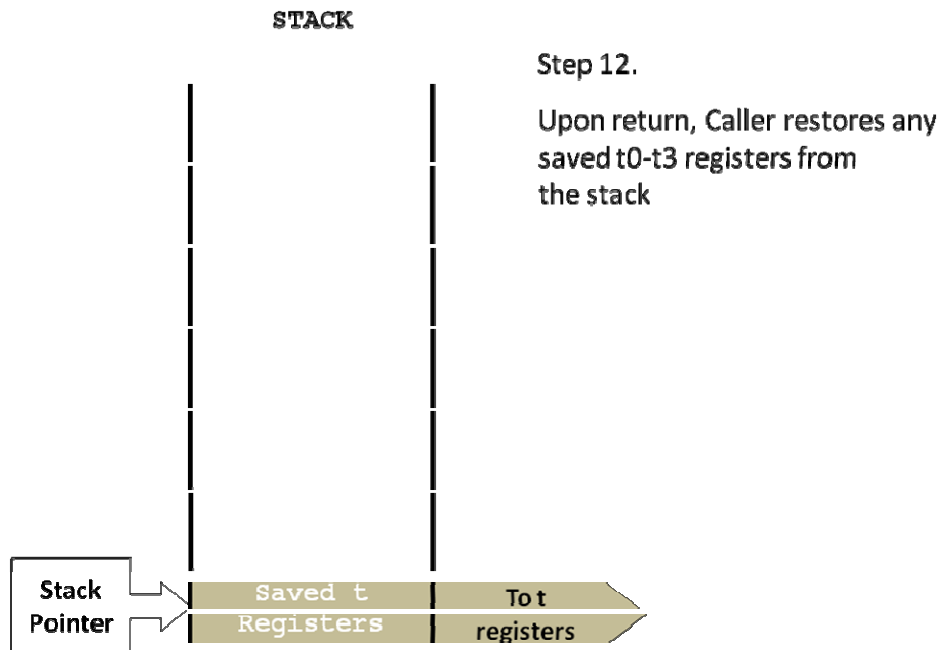 STACK
Step 12.
Upon return, Caller restores any
saved t0-t3 registers from
the stack
Stack
Pointer
Saved t
Registers
To t
registers